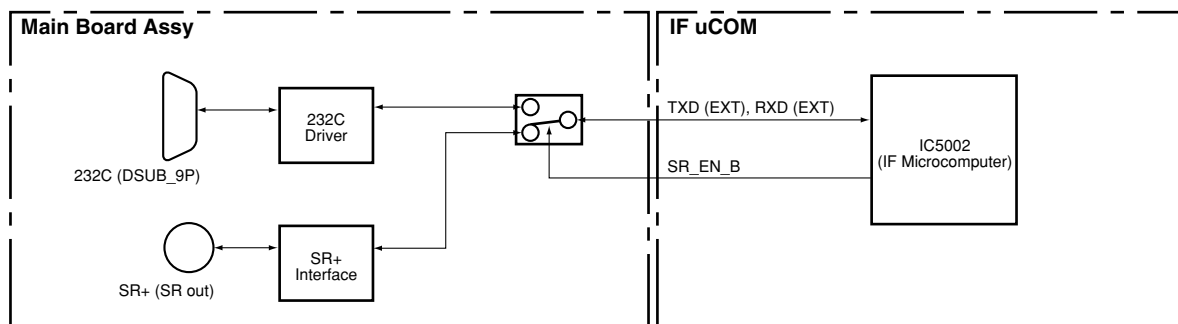 Main Board Assy
IF uCOM
232C
Driver
232C (DSUB_9P)
TXD (EXT), RXD (EXT)
SR_EN_B
IC5002
(IF Microcomputer)
SR+
Interface
SR+ (SR out)